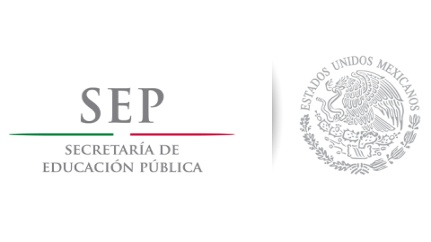 SEP
SECRETARÍA DE
EDUCACIÓN PÚBLICA
ESTADOS UNIDOS MEXICANOS